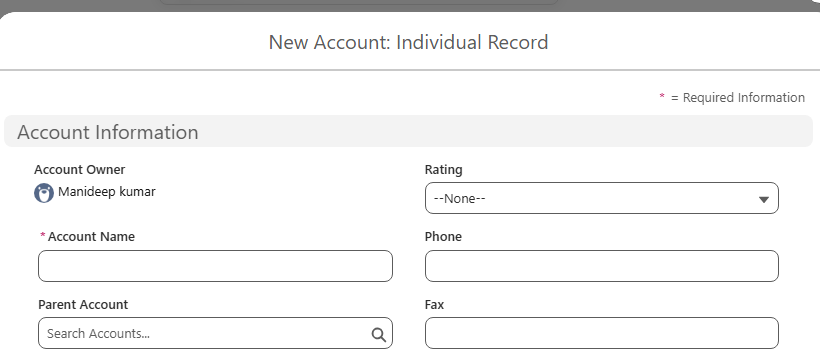 New Account: Individual Record
* = Required Information
Account Information
Account Owner
Manideep kumar
Rating
--None--
*Account Name
Phone
Parent Account
Search Accounts...
Fax